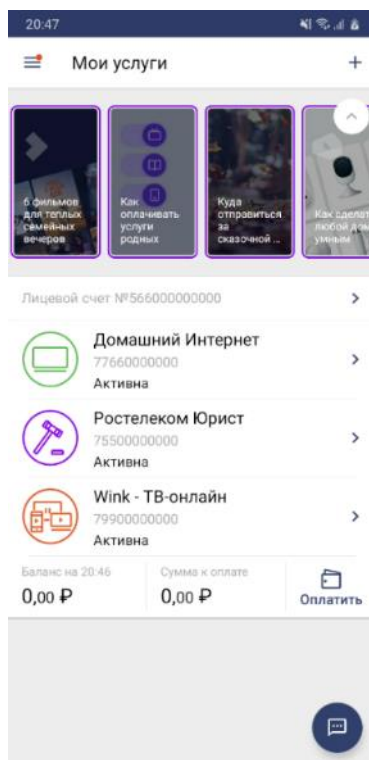 20:47
Мои услуги
6 фильмов
для теплых
семейных
вечеров
Как
оплачивать
услуги
родных
Куда
отправиться
за
сказочной ...
Как сделать
любой дом
умным
Лицевой счет №566000000000
Домашний Интернет
77660000000
Активна
Ростелеком Юрист
75500000000
Активна
Wink - ТВ-онлайн
79900000000
Активна
Баланс на 20:46
Сумма к оплате
0,00 ₽
0,00 ₽
Оплатить